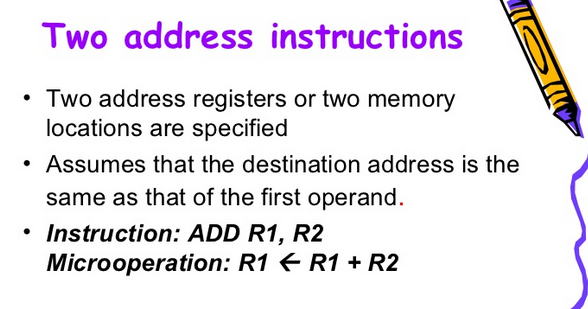 Two address instructions
• Two address registers or two memory
locations are specified
• Assumes that the destination address is the
same as that of the first operand.
• Instruction: ADD R1, R2
Microoperation: R1 ← R1 + R2